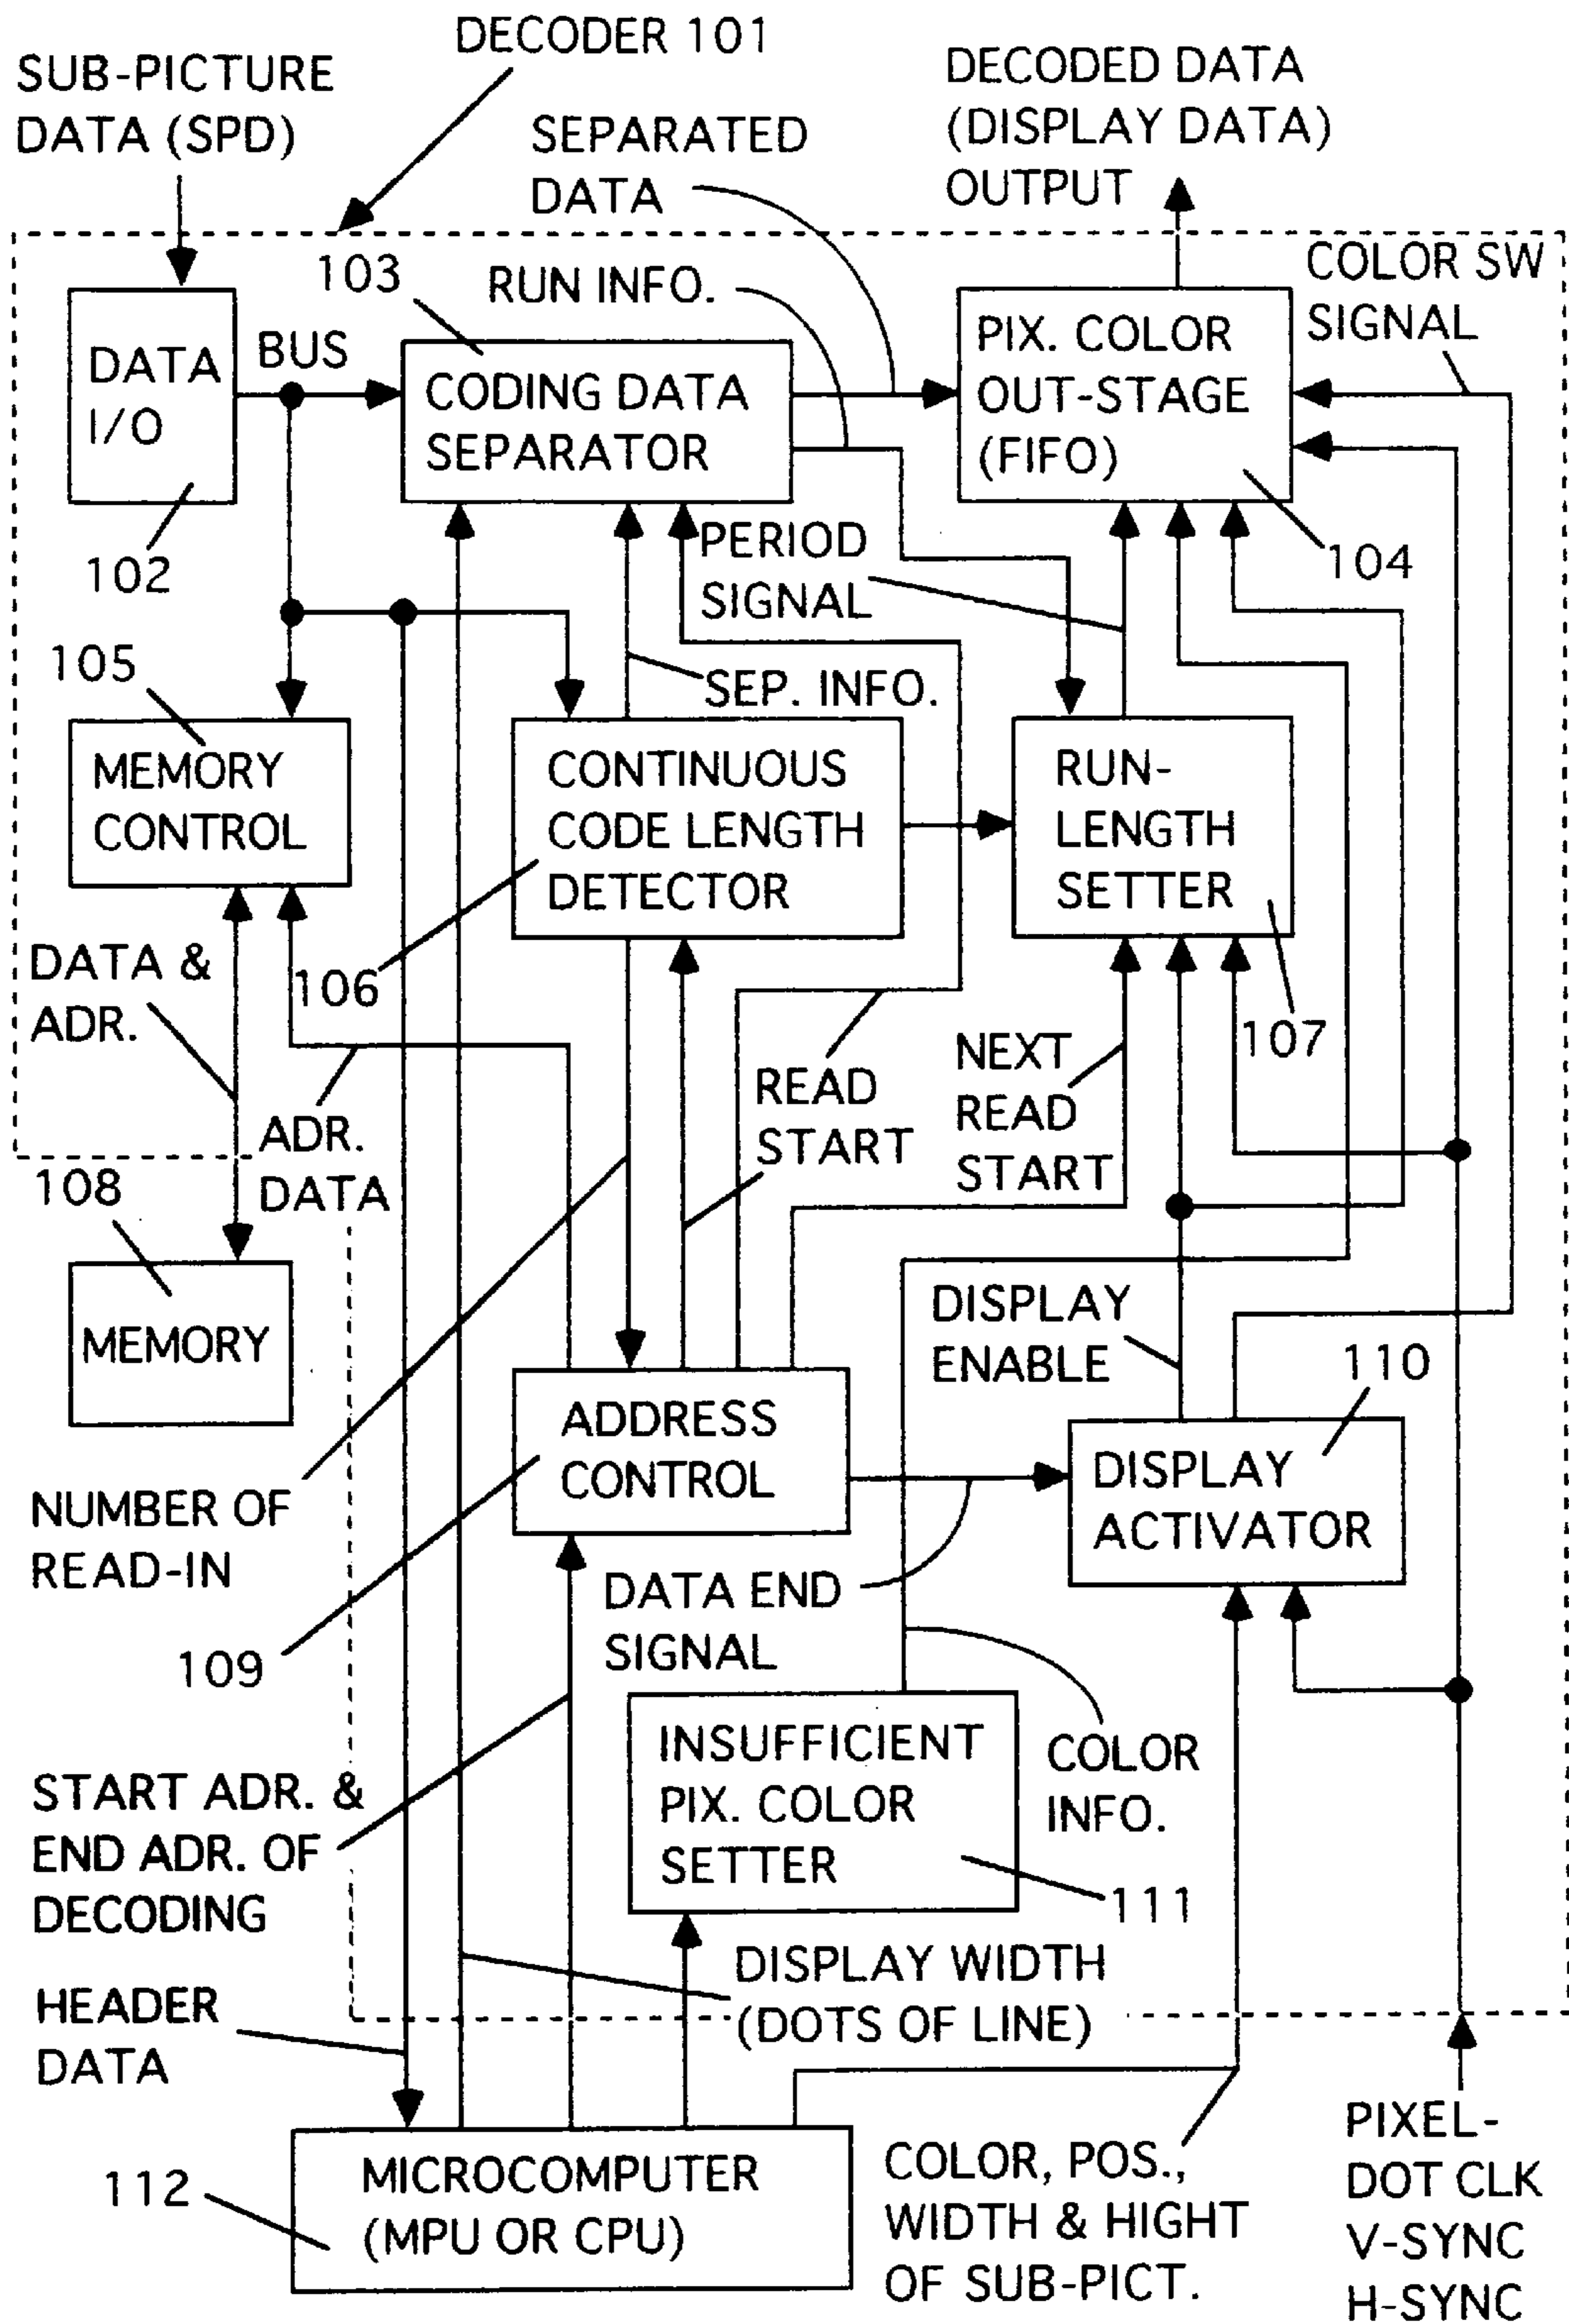 DECODER 101
SUB-PICTURE
DATA (SPD)
SEPARATED
DATA
DECODED DATA
(DISPLAY DATA)
OUTPUT
103
RUN INFO.
COLOR SW
SIGNAL
DATA
I/O
BUS
CODING DATA
SEPARATOR
PIX. COLOR
OUT-STAGE
(FIFO)
102
PERIOD
SIGNAL
104
105
SEP. INFO.
MEMORY
CONTROL
CONTINUOUS
CODE LENGTH
DETECTOR
RUN-
LENGTH
SETTER
DATA &
ADR.
106
107
READ
START
NEXT
READ
START
ADR.
DATA
108
MEMORY
DISPLAY
ENABLE
110
ADDRESS
CONTROL
DISPLAY
ACTIVATOR
NUMBER OF
READ-IN
109
DATA END
SIGNAL
INSUFFICIENT
PIX. COLOR
SETTER
COLOR
INFO.
START ADR. &
END ADR. OF
DECODING
111
DISPLAY WIDTH
(DOTS OF LINE)
HEADER
DATA
112
MICROCOMPUTER
(MPU OR CPU)
COLOR, POS.,
WIDTH & HIGHT
OF SUB-PICT.
PIXEL-
DOT CLK
V-SYNC
H-SYNC